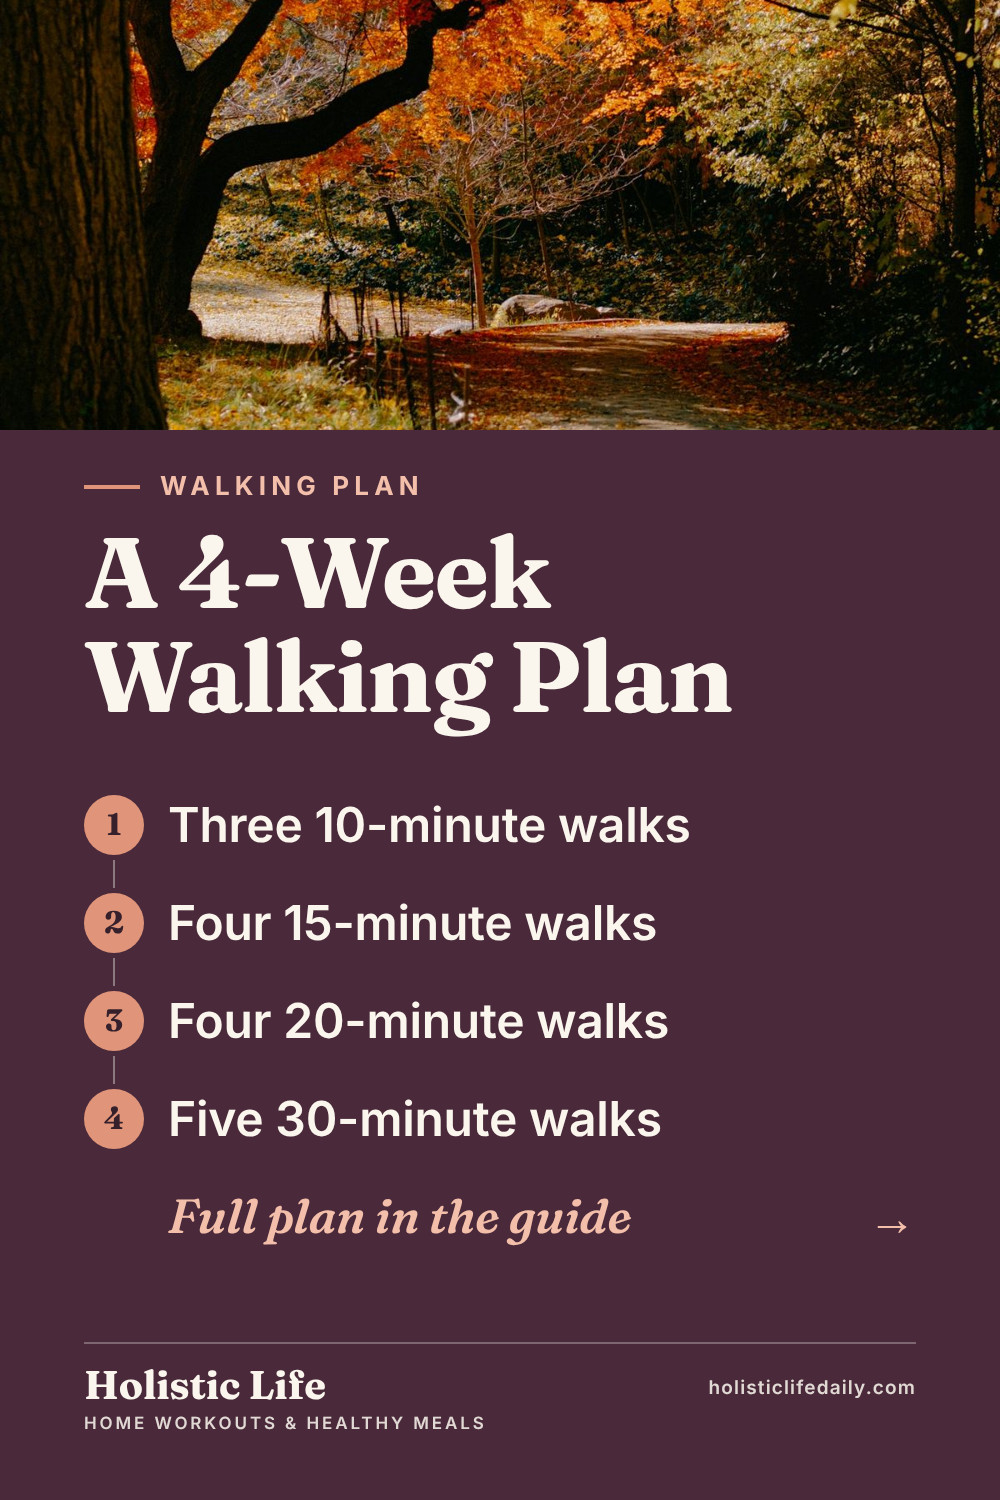 WALKING PLAN
A 4-Week
Walking Plan
1 Three 10-minute walks
2 Four 15-minute walks
3 Four 20-minute walks
4 Five 30-minute walks
Full plan in the guide →
Holistic Life
HOME WORKOUTS & HEALTHY MEALS
holisticlifedaily.com